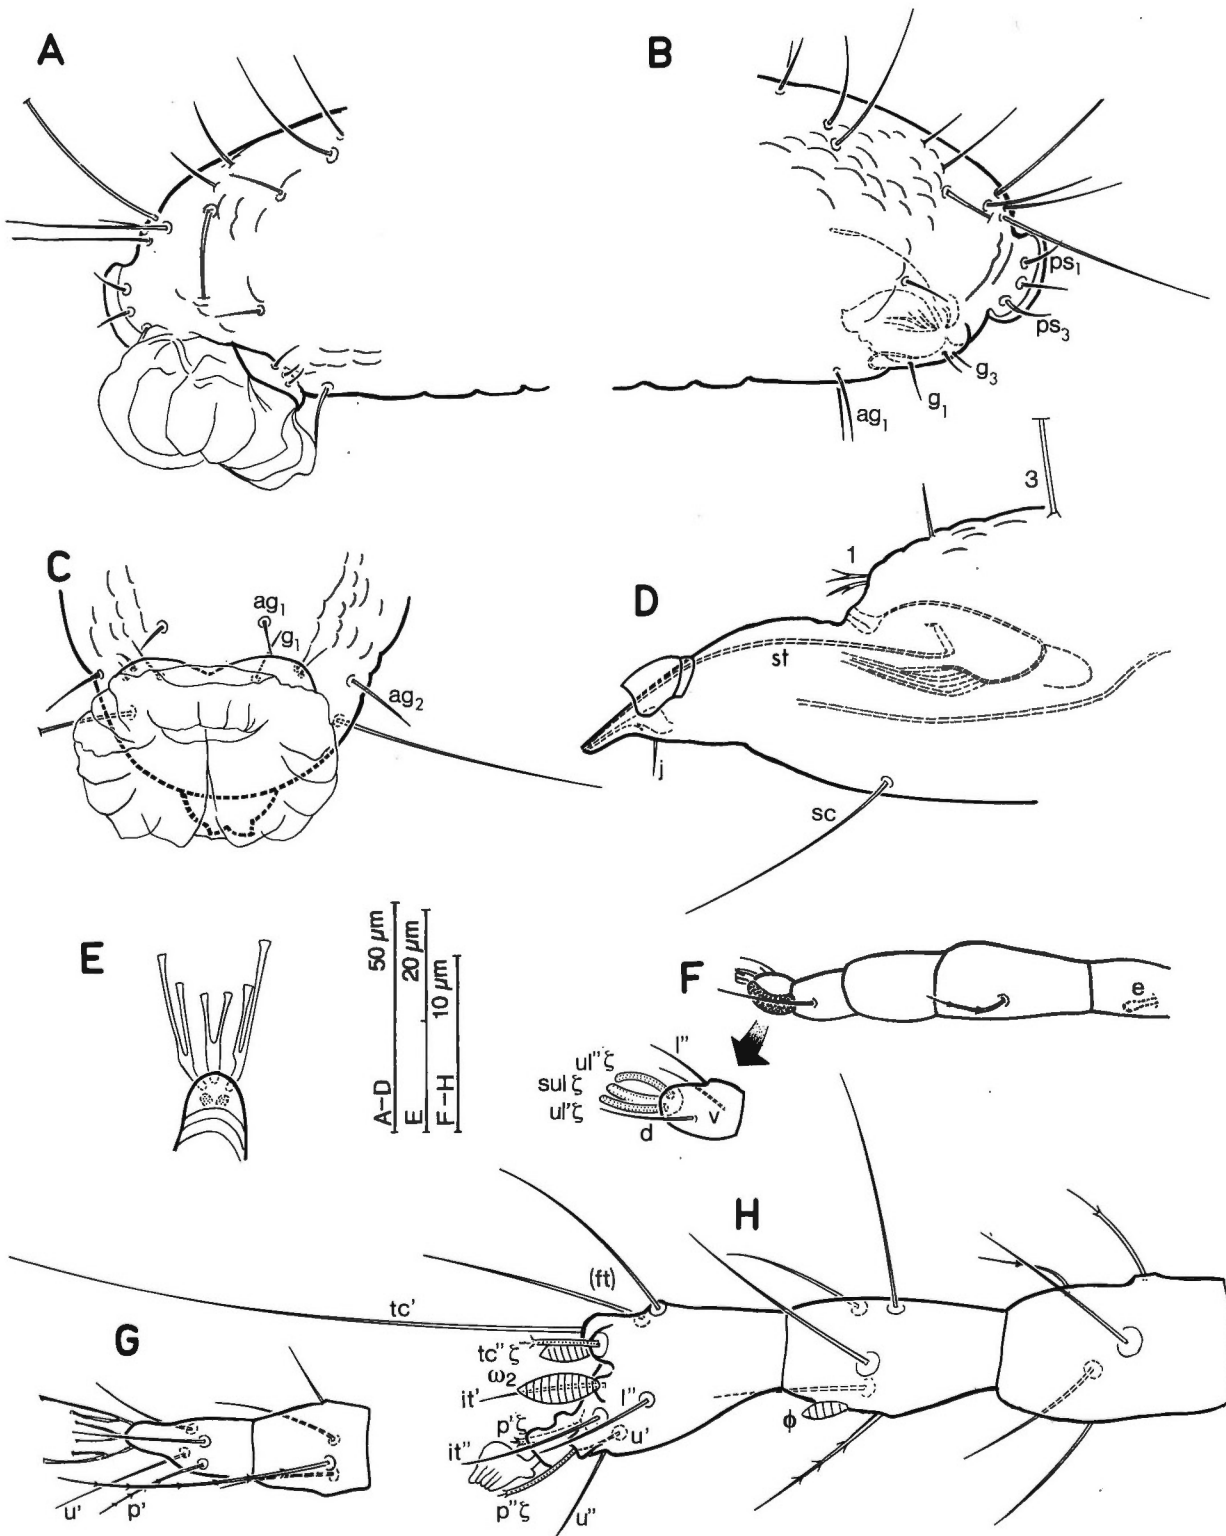 A
B
ps₁
ps₃
g₃
g₁
ag₁
3
C
ag₁
g₁
ag₂
1
D
st
j
sc
E
50 µm
20 µm
10 µm
A–D
E
F–H
F
e
l"
ul" ζ
sul ζ
ul' ζ
d
v
H
(ft)
tc'
G
tc" ζ
ω₂
it'
l"
p' ζ
it"
u'
φ
p" ζ
u"
u'
p'